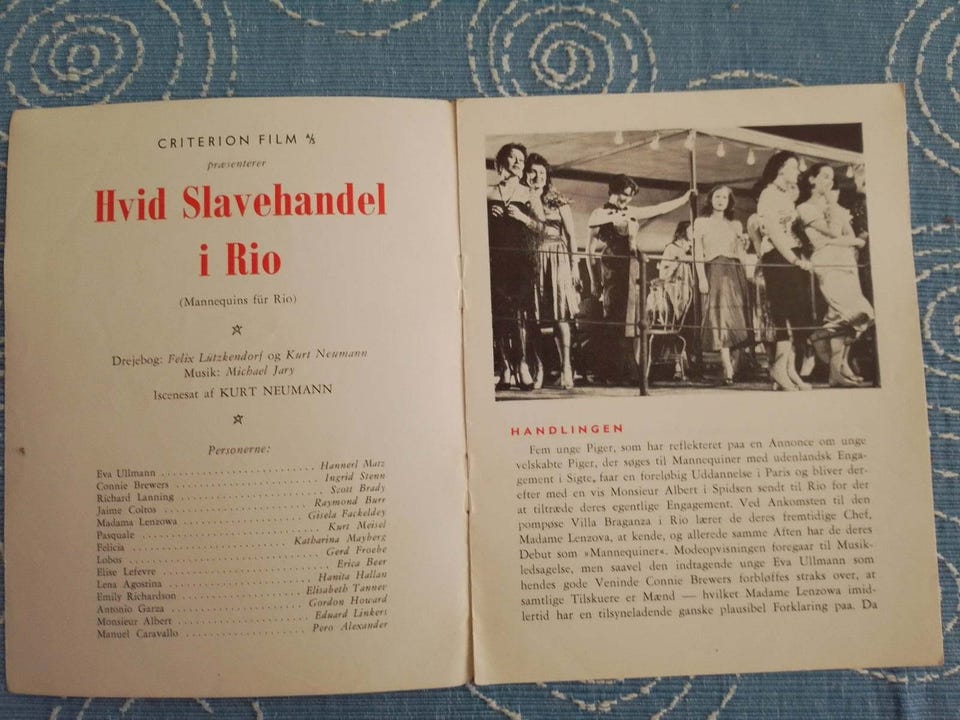 CRITERION FILM A/S
præsenterer
Hvid Slavehandel
i Rio
(Mannequins für Rio)
Drejebog: Felix Lützkendorf og Kurt Neumann
Musik: Michael Jary
Iscenesat af KURT NEUMANN
Personerne:
Eva Ullmann . . . . . . . . . . Hannerl Matz
Connie Brewers . . . . . . . . . . Ingrid Stenn
Richard Lanning . . . . . . . . . . Scott Brady
Jaime Coltos . . . . . . . . . . Raymond Burr
Madama Lenzowa . . . . . . . . . . Gisela Fackeldey
Pasquale . . . . . . . . . . Kurt Meisel
Felicia . . . . . . . . . . Katharina Mayberg
Lobos . . . . . . . . . . Gerd Froebe
Elise Lefevre . . . . . . . . . . Erica Beer
Lena Agostina . . . . . . . . . . Hanita Hallan
Emily Richardson . . . . . . . . . . Elisabeth Tanney
Antonio Garza . . . . . . . . . . Gordon Howard
Monsieur Albert . . . . . . . . . . Eduard Linkers
Manuel Caravallo . . . . . . . . . . Pero Alexander
HANDLINGEN
Fem unge Piger, som har reflekteret paa en Annonce om unge
velskabte Piger, der søges til Mannequiner med udenlandsk Enga-
gement i Sigte, faar en foreløbig Uddannelse i Paris og bliver der-
efter med en vis Monsieur Albert i Spidsen sendt til Rio for der
at tiltræde deres egentlige Engagement. Ved Ankomsten til den
pompøse Villa Braganza i Rio lærer de deres fremtidige Chef,
Madame Lenzova, at kende, og allerede samme Aften har de deres
Debut som »Mannequiner«. Modeopvisningen foregaar til Musik-
ledsagelse, men saavel den indtagende unge Eva Ullmann som
hendes gode Veninde Connie Brewers forbløffes straks over, at
samtlige Tilskuere er Mænd — hvilket Madame Lenzowa imid-
lertid har en tilsyneladende ganske plausibel Forklaring paa. Da